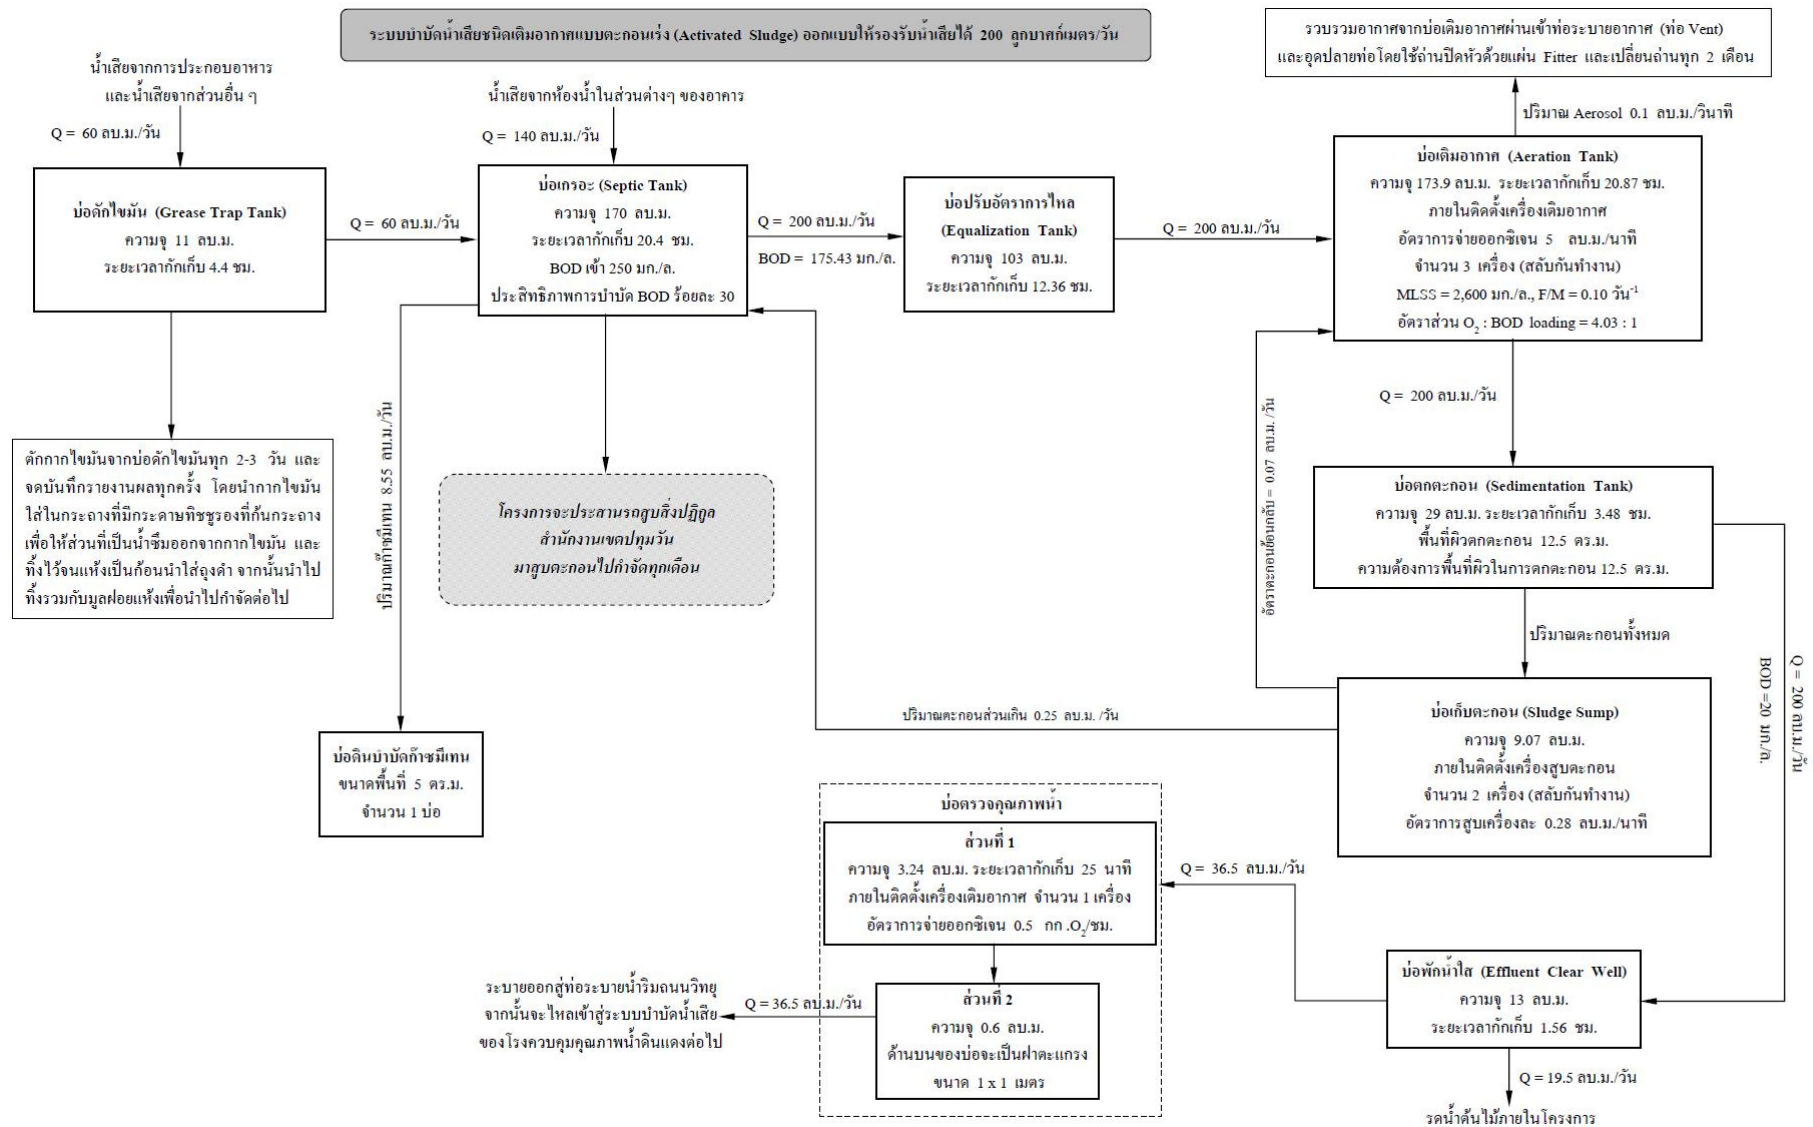 ระบบบำบัดน้ำเสียชนิดเติมอากาศแบบตะกอนเร่ง (Activated Sludge) ออกแบบให้รองรับน้ำเสียได้ 200 ลูกบาศก์เมตร/วัน
รวบรวมอากาศจากบ่อเติมอากาศผ่านเข้าท่อระบายอากาศ (ท่อ Vent)
และอุดปลายท่อโดยใช้ถ่านปิดหัวด้วยแผ่น Fitter และเปลี่ยนถ่านทุก 2 เดือน
น้ำเสียจากการประกอบอาหาร
และน้ำเสียจากส่วนอื่น ๆ
Q = 60 ลบ.ม./วัน
น้ำเสียจากห้องน้ำในส่วนต่างๆ ของอาคาร
Q = 140 ลบ.ม./วัน
ปริมาณ Aerosol 0.1 ลบ.ม./วินาที
บ่อดักไขมัน (Grease Trap Tank)
ความจุ 11 ลบ.ม.
ระยะเวลากักเก็บ 4.4 ชม.
Q = 60 ลบ.ม./วัน
บ่อเกรอะ (Septic Tank)
ความจุ 170 ลบ.ม.
ระยะเวลากักเก็บ 20.4 ชม.
BOD เข้า 250 มก./ล.
ประสิทธิภาพการบำบัด BOD ร้อยละ 30
Q = 200 ลบ.ม./วัน
BOD = 175.43 มก./ล.
บ่อปรับอัตราการไหล
(Equalization Tank)
ความจุ 103 ลบ.ม.
ระยะเวลากักเก็บ 12.36 ชม.
Q = 200 ลบ.ม./วัน
บ่อเติมอากาศ (Aeration Tank)
ความจุ 173.9 ลบ.ม. ระยะเวลากักเก็บ 20.87 ชม.
ภายในติดตั้งเครื่องเติมอากาศ
อัตราการจ่ายออกซิเจน 5 ลบ.ม./นาที
จำนวน 3 เครื่อง (สลับกันทำงาน)
MLSS = 2,600 มก./ล., F/M = 0.10 วัน⁻¹
อัตราส่วน O₂ : BOD loading = 4.03 : 1
Q = 200 ลบ.ม./วัน
อัตราตะกอนย้อนกลับ = 0.07 ลบ.ม. /วัน
ปริมาณก๊าซมีเทน 8.55 ลบ.ม./วัน
ตักกากไขมันจากบ่อดักไขมันทุก 2-3 วัน และ
จดบันทึกรายงานผลทุกครั้ง โดยนำกากไขมัน
ใส่ในกระถางที่มีกระดาษทิชชูรองที่ก้นกระถาง
เพื่อให้ส่วนที่เป็นน้ำซึมออกจากกากไขมัน และ
ทิ้งไว้จนแห้งเป็นก้อนนำใส่ถุงดำ จากนั้นนำไป
ทิ้งรวมกับมูลฝอยแห้งเพื่อนำไปกำจัดต่อไป
โครงการจะประสานรถสูบสิ่งปฏิกูล
สำนักงานเขตปทุมวัน
มาสูบตะกอนไปกำจัดทุกเดือน
บ่อตกตะกอน (Sedimentation Tank)
ความจุ 29 ลบ.ม. ระยะเวลากักเก็บ 3.48 ชม.
พื้นที่ผิวตกตะกอน 12.5 ตร.ม.
ความต้องการพื้นที่ผิวในการตกตะกอน 12.5 ตร.ม.
ปริมาณตะกอนทั้งหมด
Q = 200 ลบ.ม./วัน
BOD =20 มก./ล.
บ่อเก็บตะกอน (Sludge Sump)
ความจุ 9.07 ลบ.ม.
ภายในติดตั้งเครื่องสูบตะกอน
จำนวน 2 เครื่อง (สลับกันทำงาน)
อัตราการสูบเครื่องละ 0.28 ลบ.ม./นาที
ปริมาณตะกอนส่วนเกิน 0.25 ลบ.ม. /วัน
บ่อดินบำบัดก๊าซมีเทน
ขนาดพื้นที่ 5 ตร.ม.
จำนวน 1 บ่อ
บ่อตรวจคุณภาพน้ำ
ส่วนที่ 1
ความจุ 3.24 ลบ.ม. ระยะเวลากักเก็บ 25 นาที
ภายในติดตั้งเครื่องเติมอากาศ จำนวน 1 เครื่อง
อัตราการจ่ายออกซิเจน 0.5 กก .O₂/ชม.
Q = 36.5 ลบ.ม./วัน
บ่อพักน้ำใส (Effluent Clear Well)
ความจุ 13 ลบ.ม.
ระยะเวลากักเก็บ 1.56 ชม.
ส่วนที่ 2
ความจุ 0.6 ลบ.ม.
ด้านบนของบ่อจะเป็นฝาตะแกรง
ขนาด 1 x 1 เมตร
Q = 36.5 ลบ.ม./วัน
ระบายออกสู่ท่อระบายน้ำริมถนนวิทยุ
จากนั้นจะไหลเข้าสู่ระบบบำบัดน้ำเสีย
ของโรงควบคุมคุณภาพน้ำดินแดงต่อไป
Q = 19.5 ลบ.ม./วัน
รดน้ำต้นไม้ภายในโครงการ